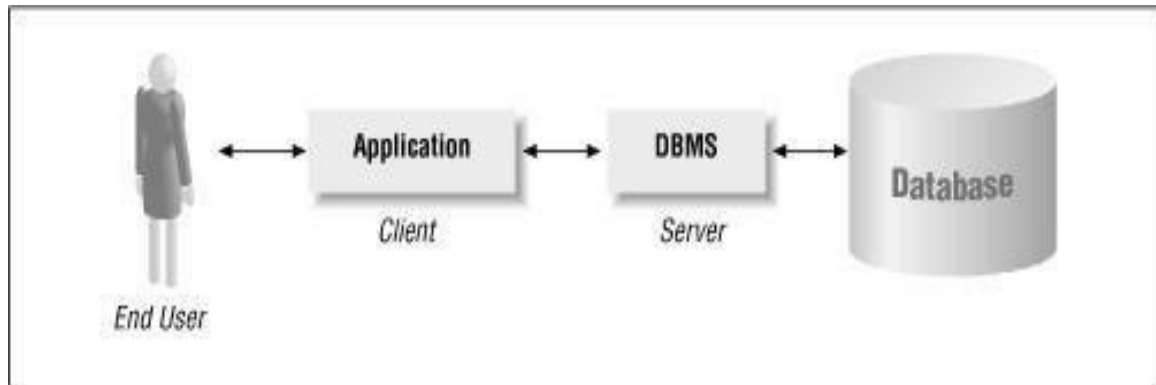 Application
DBMS
Database
Client
Server
End User